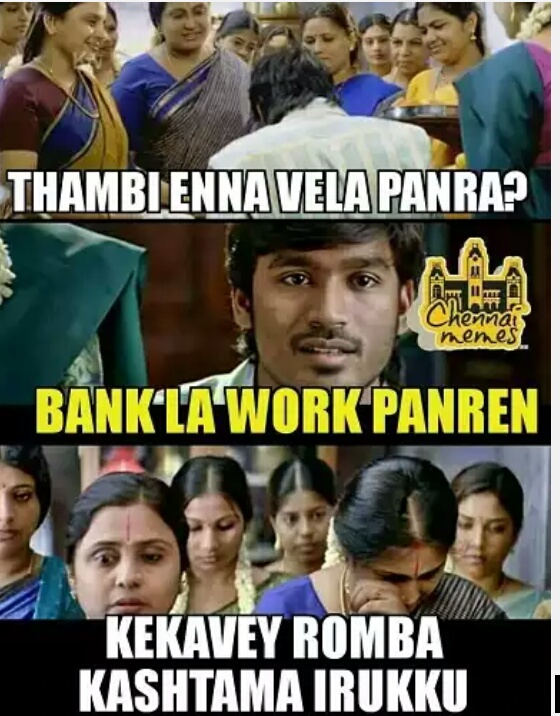 THAMBI ENNA VELA PANRA?
Chennai
memes
BANK LA WORK PANREN
KEKAVEY ROMBA
KASHTAMA IRUKKU